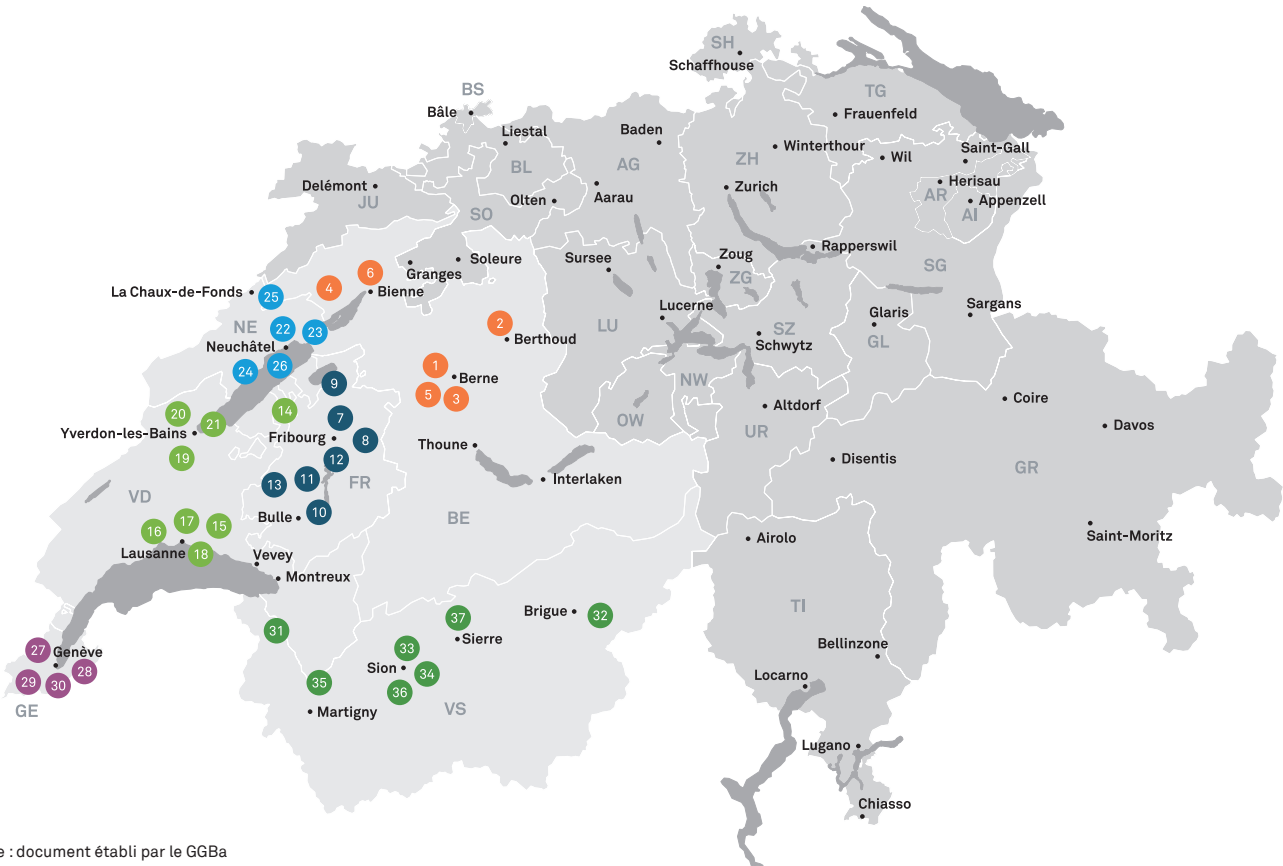 SH
Schaffhouse
BS
TG
Bâle
Frauenfeld
Liestal
Baden
Winterthour
Saint-Gall
Wil
BL
AG
ZH
Delémont
JU
Zurich
Herisau
AR
AI
Appenzell
Olten
Aarau
SO
Rapperswil
Soleure
Sursee
Zoug
SG
Granges
ZG
6
4
Bienne
La Chaux-de-Fonds
25
Lucerne
Glaris
Sargans
NE
22
23
2
LU
SZ
Schwytz
GL
Neuchâtel
Berthoud
24
26
1
Berne
NW
9
5
3
Coire
20
21
14
7
OW
Altdorf
UR
Davos
Yverdon-les-Bains
Fribourg
8
Thoune
19
12
Disentis
GR
13
11
FR
Interlaken
VD
Bulle
10
BE
16
17
15
Saint-Moritz
Lausanne
18
Airolo
Vevey
Montreux
TI
31
37
Brigue
32
Sierre
27
Genève
33
Bellinzone
28
Sion
34
Locarno
29
30
35
36
GE
Martigny
VS
Lugano
Chiasso
e : document établi par le GGBa